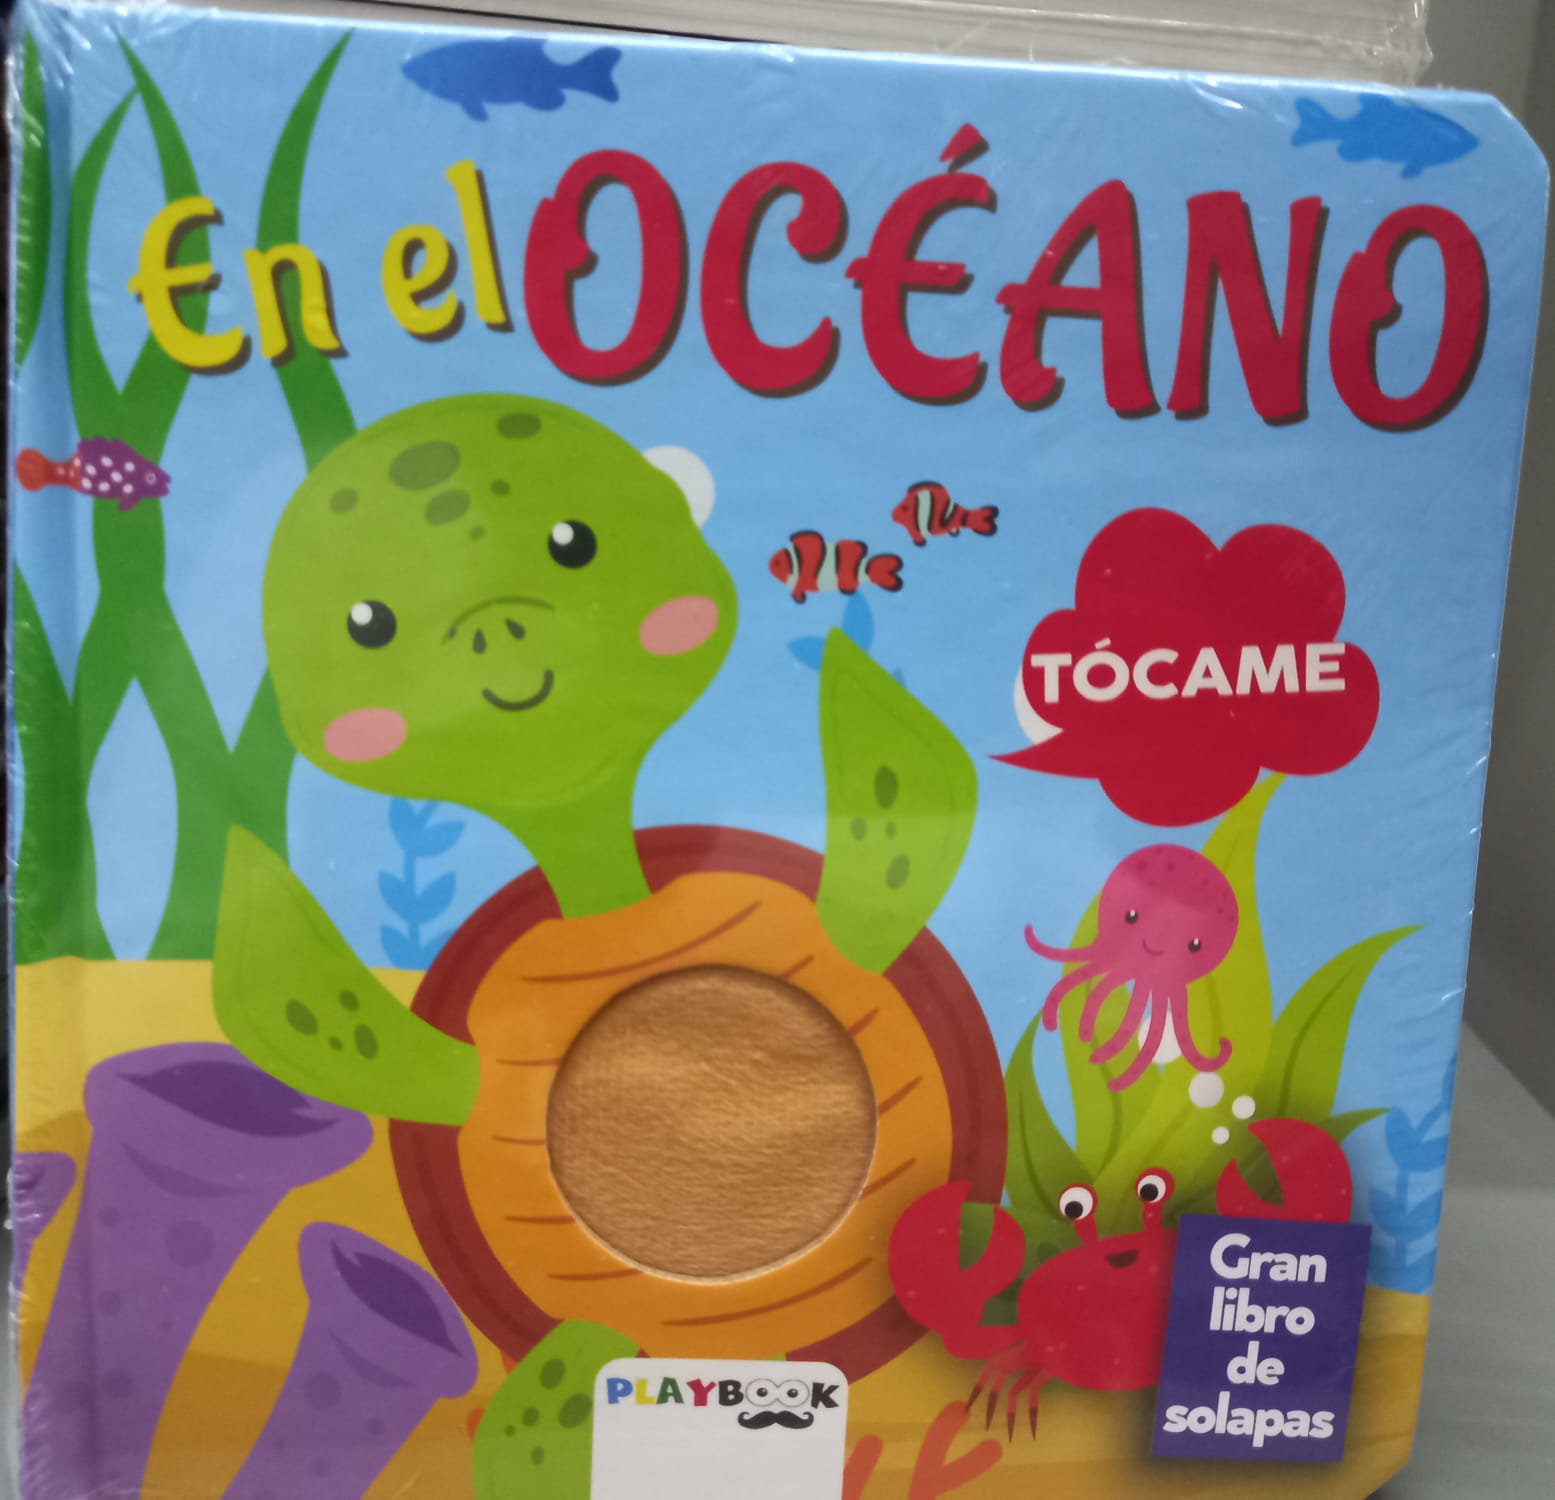 En el OCÉANO
TÓCAME
Gran
libro
de
solapas
PLAYBOOK